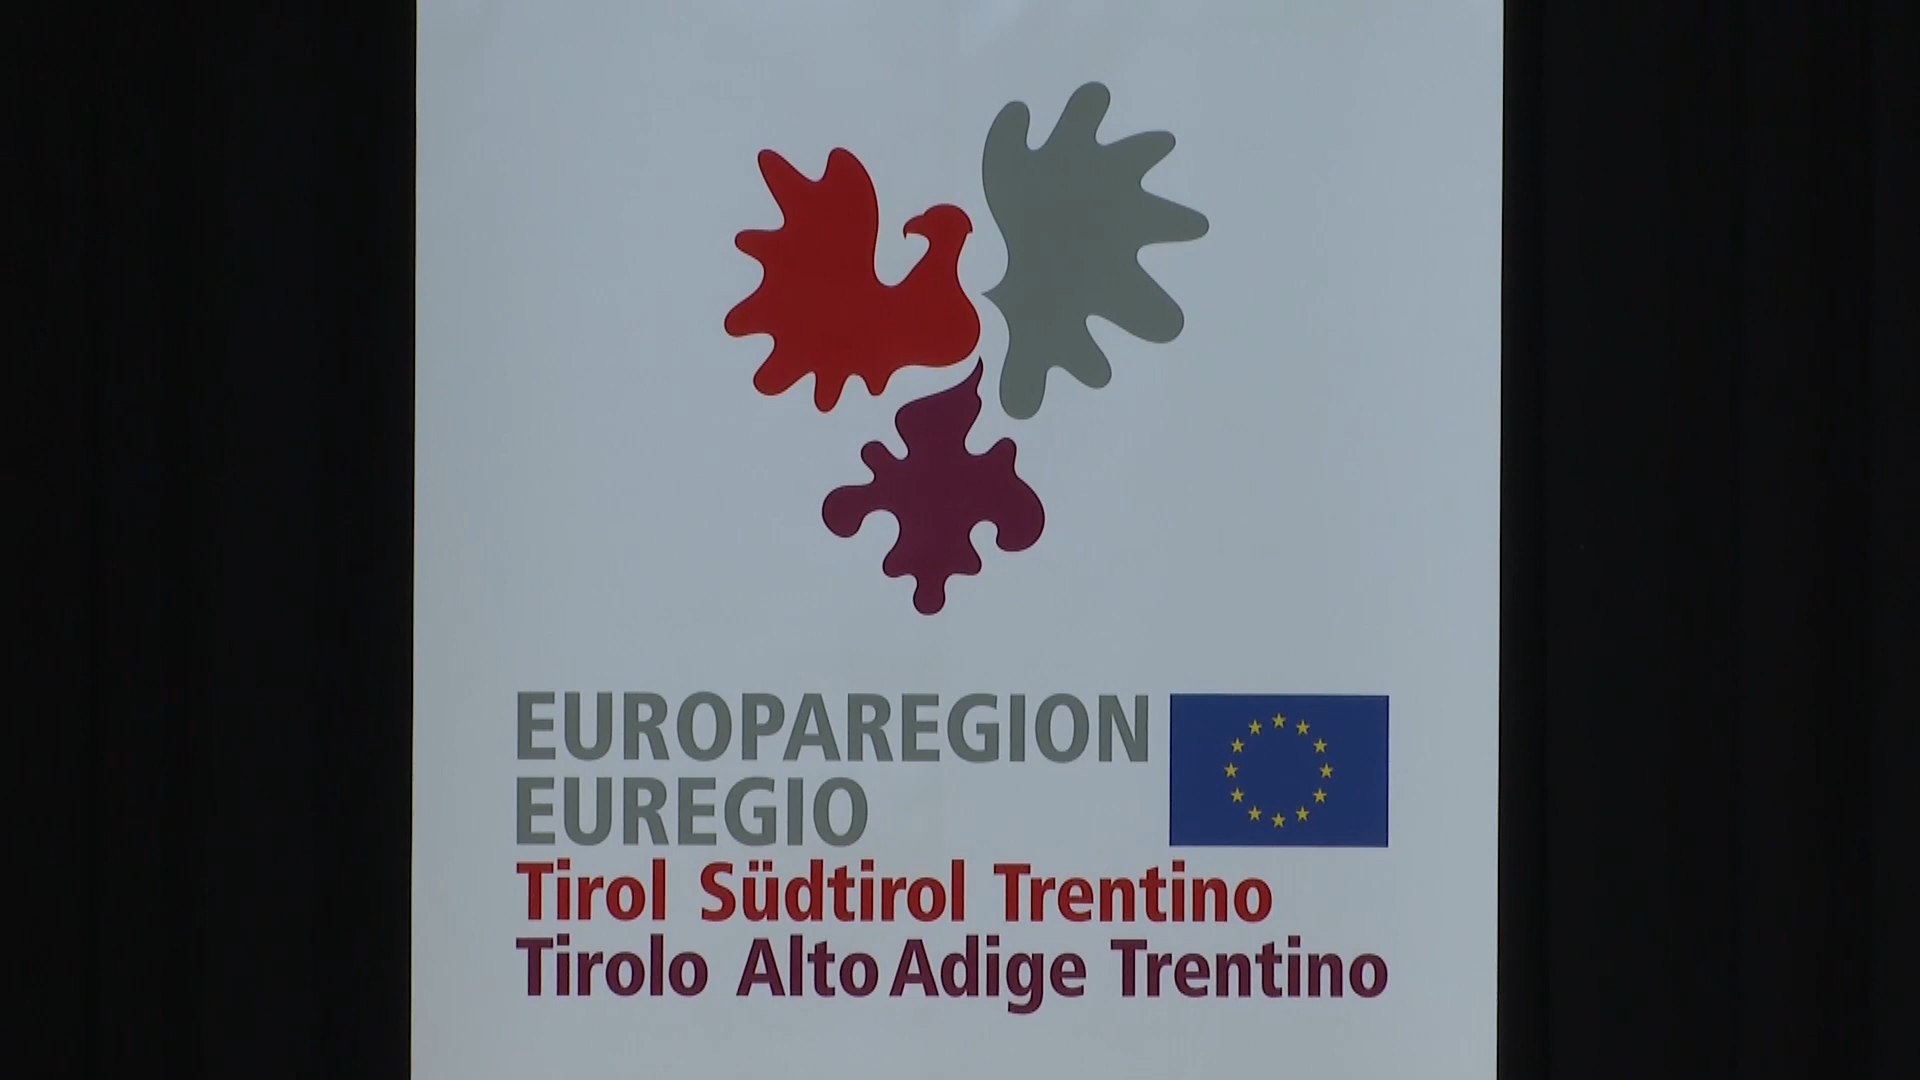 EUROPAREGION
EUREGIO
Tirol Südtirol Trentino
Tirolo Alto Adige Trentino